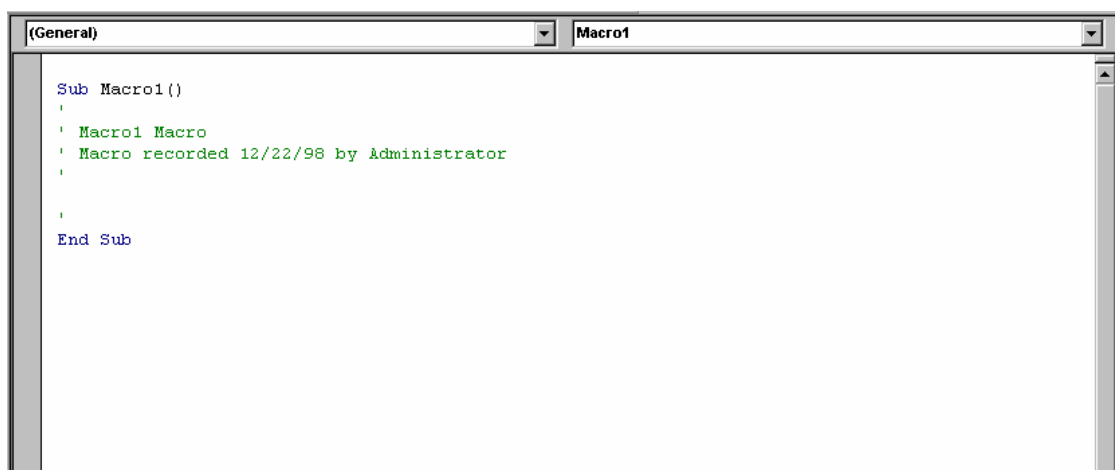 (General) Macro1
Sub Macro1()
'
' Macro1 Macro
' Macro recorded 12/22/98 by Administrator
'
'
End Sub